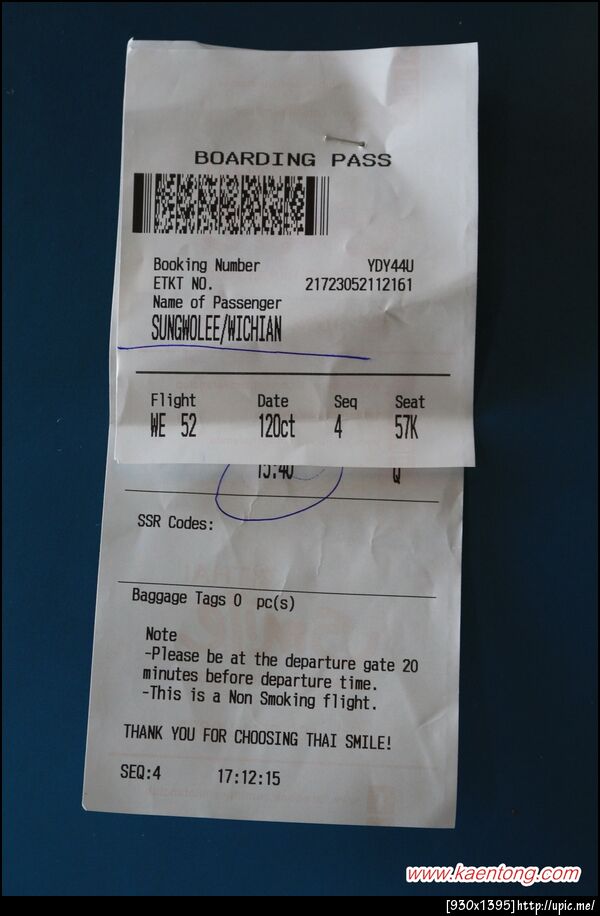 BOARDING PASS
Booking Number YDY44U
ETKT NO. 21723052112161
Name of Passenger
SUNGWOLEE/WICHIAN
Flight Date Seq Seat
WE 52 12Oct 4 57K
15:40 Q
SSR Codes:
Baggage Tags 0 pc(s)
Note
-Please be at the departure gate 20
minutes before departure time.
-This is a Non Smoking flight.
THANK YOU FOR CHOOSING THAI SMILE!
SEQ:4 17:12:15
www.kaentong.com
[930x1395]http://upic.me/